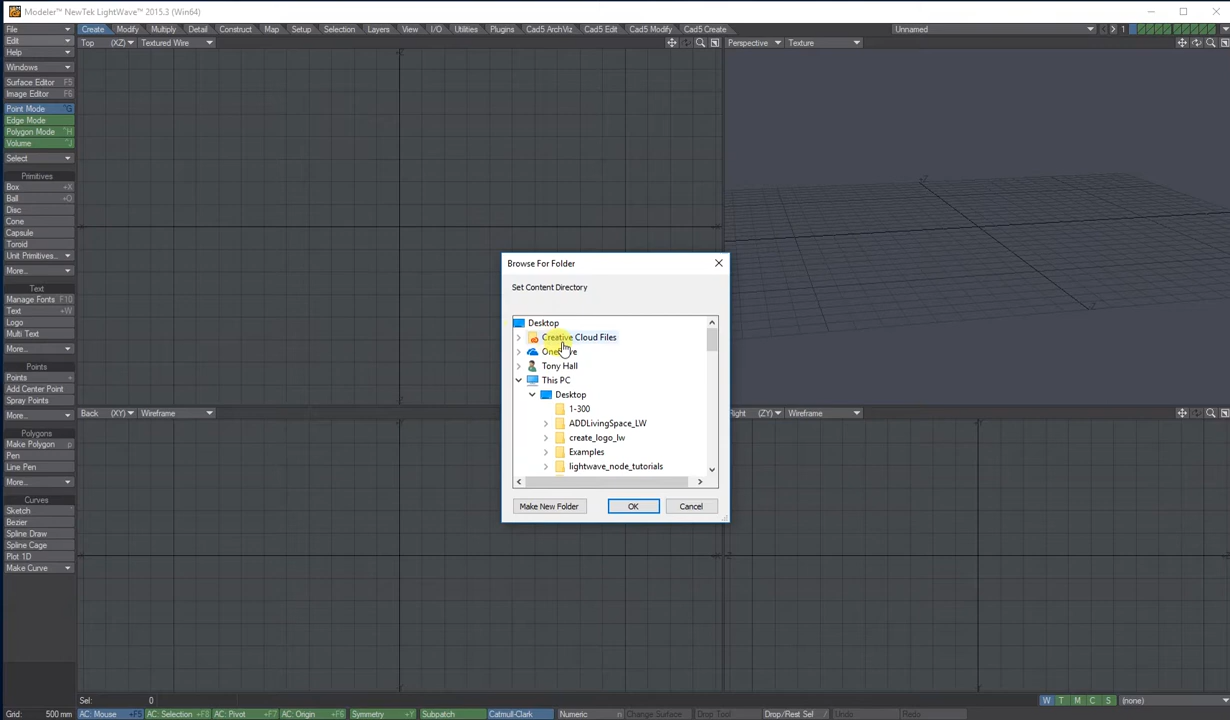 Modeler™ NewTek LightWave™ 2015.3 (Win64)
File Create Modify Multiply Detail Construct Map Setup Selection Layers View I/O Utilities Plugins Cad5 ArchViz Cad5 Edit Cad5 Modify Cad5 Create Unnamed 1
Edit Top (XZ) Textured Wire Perspective Texture
Help
Windows
Surface Editor F5
Image Editor F6
Point Mode ^G
Edge Mode
Polygon Mode ^H
Volume ^J
Select
Primitives
Box +X
Ball +O
Disc
Cone
Capsule
Toroid
Unit Primitives...
More...
Text
Manage Fonts F10
Text +W
Logo
Multi Text
More...
Points
Points +
Add Center Point
Spray Points
More...
Polygons
Make Polygon p
Pen
Line Pen
More...
Curves
Sketch
Bezier
Spline Draw
Spline Cage
Plot 1D
Make Curve
Browse For Folder
Set Content Directory
Desktop
Creative Cloud Files
Tony Hall
This PC
Desktop
1-300
ADDLivingSpace_LW
create_logo_lw
Examples
lightwave_node_tutorials
Make New Folder OK Cancel
Back (XY) Wireframe Right (ZY) Wireframe
Sel: 0 W T M C S (none)
Grid: 500 mm AC: Mouse +F5 AC: Selection +F8 AC: Pivot +F7 AC: Origin +F6 Symmetry +Y Subpatch Catmull-Clark Numeric n Change Surface Drop Tool Drop/Rest Sel / Undo Redo